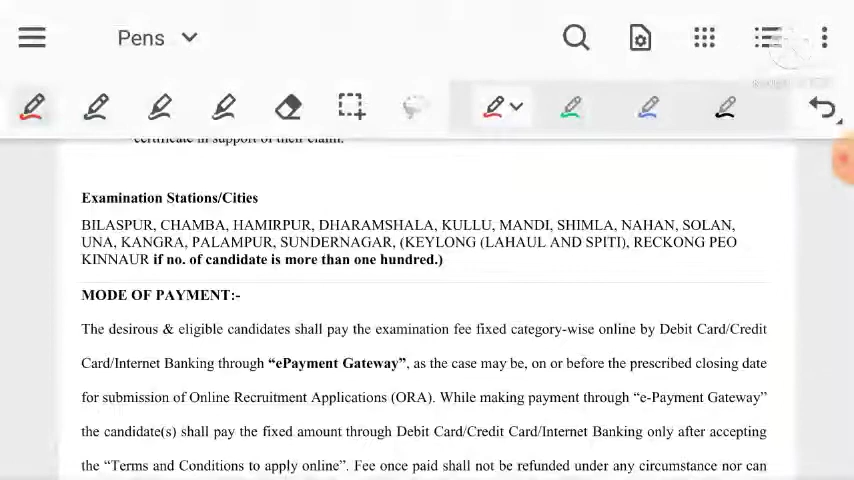 Pens
certificate in support of their claim.
Examination Stations/Cities
BILASPUR, CHAMBA, HAMIRPUR, DHARAMSHALA, KULLU, MANDI, SHIMLA, NAHAN, SOLAN,
UNA, KANGRA, PALAMPUR, SUNDERNAGAR, (KEYLONG (LAHAUL AND SPITI), RECKONG PEO
KINNAUR if no. of candidate is more than one hundred.)
MODE OF PAYMENT:-
The desirous & eligible candidates shall pay the examination fee fixed category-wise online by Debit Card/Credit
Card/Internet Banking through “ePayment Gateway”, as the case may be, on or before the prescribed closing date
for submission of Online Recruitment Applications (ORA). While making payment through “e-Payment Gateway”
the candidate(s) shall pay the fixed amount through Debit Card/Credit Card/Internet Banking only after accepting
the “Terms and Conditions to apply online”. Fee once paid shall not be refunded under any circumstance nor can